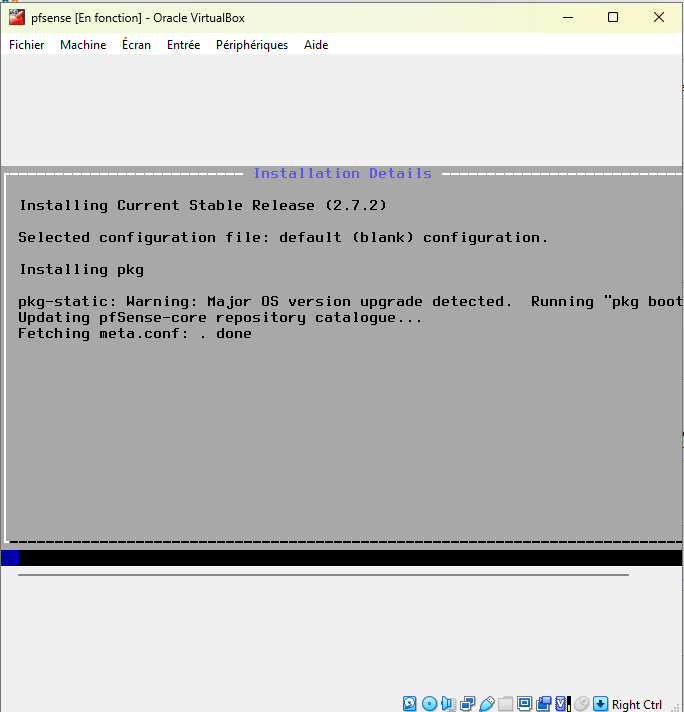 pfsense [En fonction] - Oracle VirtualBox
Fichier Machine Écran Entrée Périphériques Aide
Installation Details
Installing Current Stable Release (2.7.2)
Selected configuration file: default (blank) configuration.
Installing pkg
pkg-static: Warning: Major OS version upgrade detected.  Running "pkg boot
Updating pfSense-core repository catalogue...
Fetching meta.conf: . done
Right Ctrl